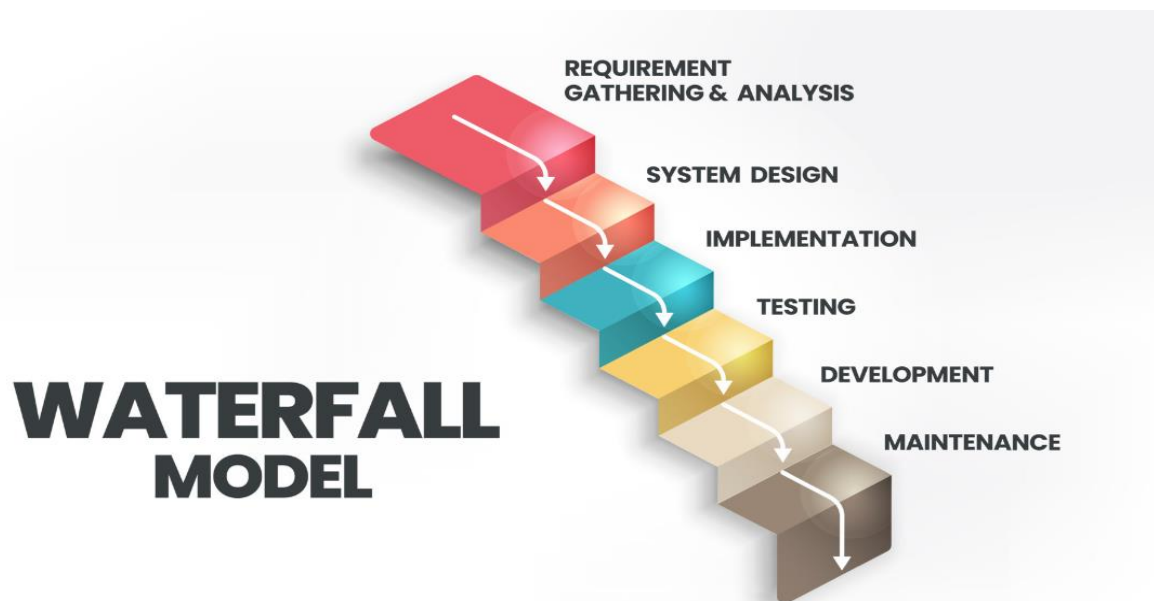 REQUIREMENT
GATHERING & ANALYSIS
SYSTEM DESIGN
IMPLEMENTATION
TESTING
DEVELOPMENT
MAINTENANCE
WATERFALL
MODEL